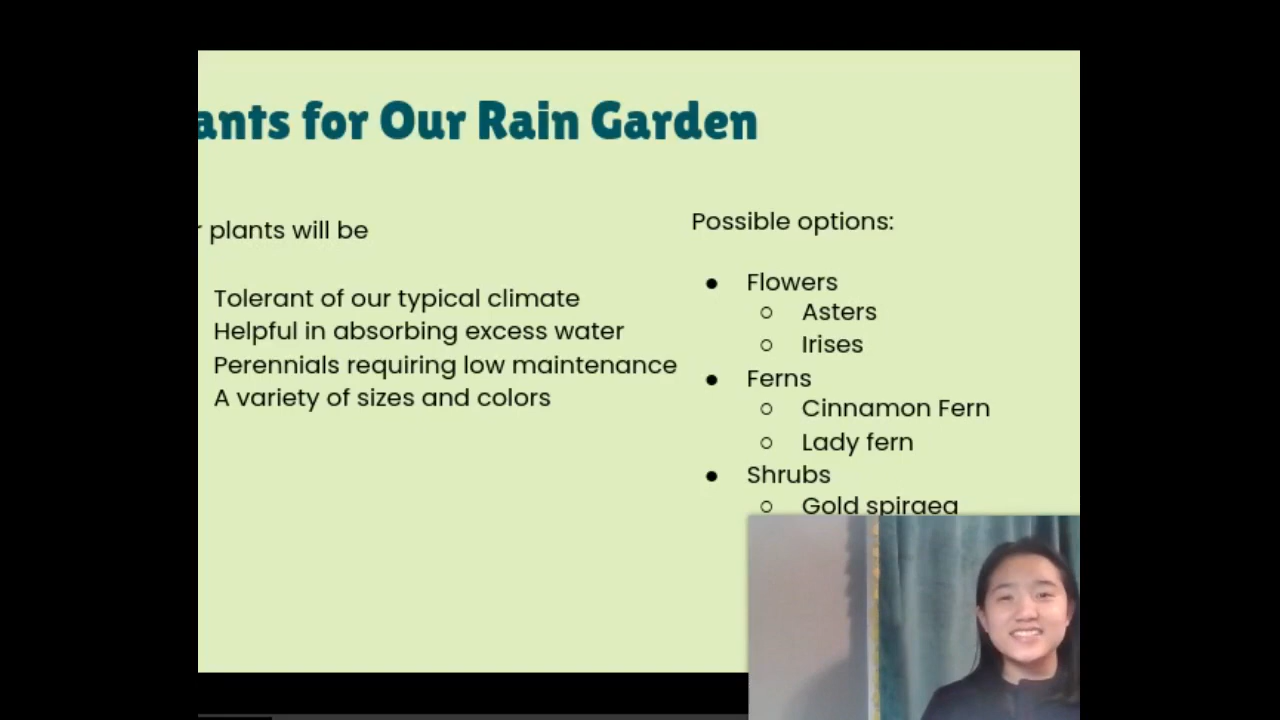 ants for Our Rain Garden
r plants will be
Tolerant of our typical climate
Helpful in absorbing excess water
Perennials requiring low maintenance
A variety of sizes and colors
Possible options:
● Flowers
○ Asters
○ Irises
● Ferns
○ Cinnamon Fern
○ Lady fern
● Shrubs
○ Gold spiraea